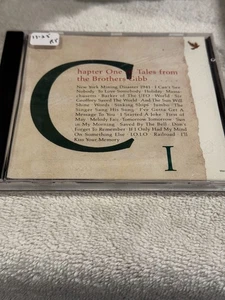 Chapter One Tales from
the Brothers Gibb
New York Mining Disaster 1941 · I Can't See
Nobody · To Love Somebody · Holiday · Massa-
chusetts · Barker of The UFO · World · Sir
Geoffrey Saved The World · And The Sun Will
Shine · Words · Sinking Ships · Jumbo · The
Singer Sang His Song · I've Gotta Get A
Message To You · I Started A Joke · First of
May · Melody Fair · Tomorrow Tomorrow · Sun
in My Morning · Saved By The Bell · Don't
Forget To Remember · If I Only Had My Mind
On Something Else · I.O.I.O. · Railroad · I'll
Kiss Your Memory
I